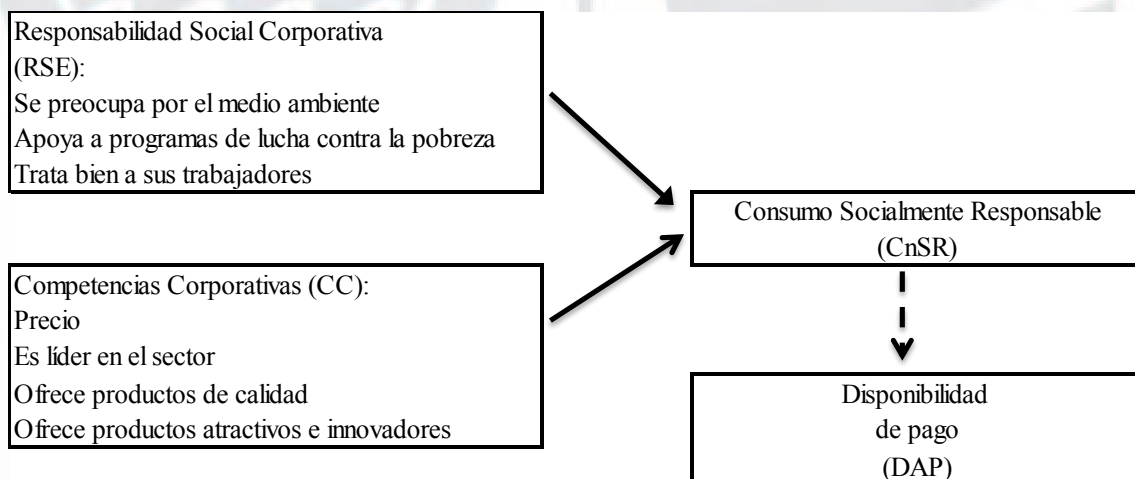 Responsabilidad Social Corporativa
(RSE):
Se preocupa por el medio ambiente
Apoya a programas de lucha contra la pobreza
Trata bien a sus trabajadores
Competencias Corporativas (CC):
Precio
Es líder en el sector
Ofrece productos de calidad
Ofrece productos atractivos e innovadores
Consumo Socialmente Responsable
(CnSR)
Disponibilidad
de pago
(DAP)